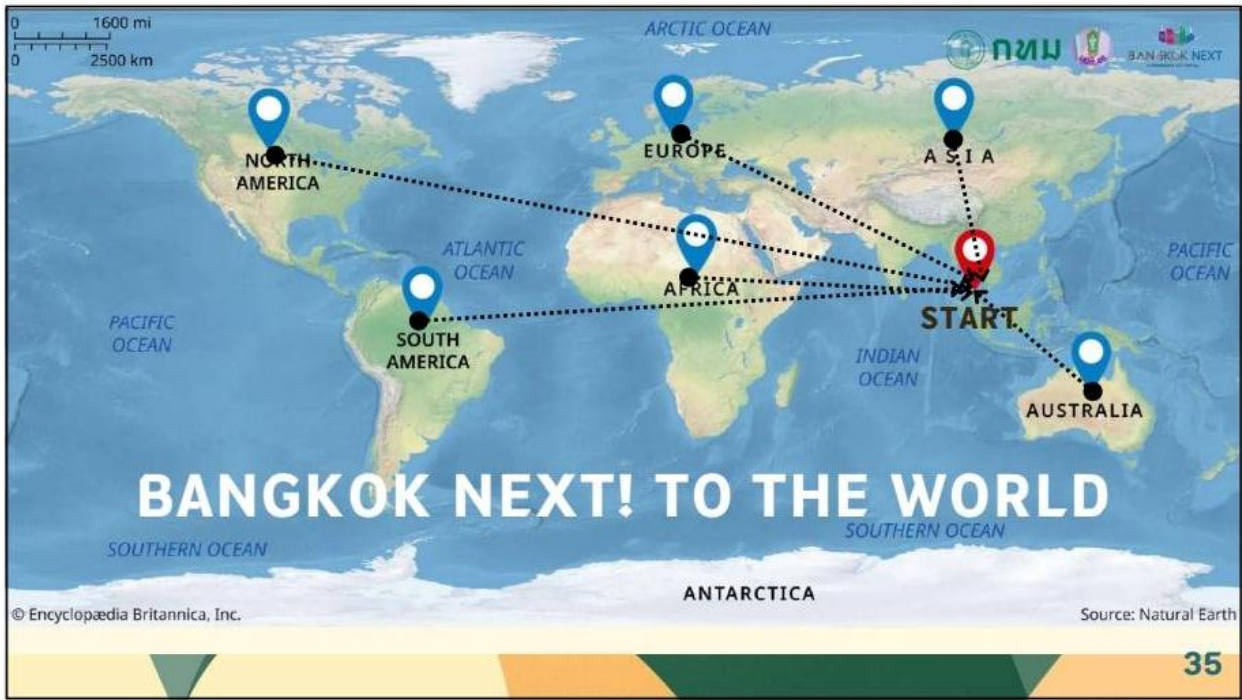 0 1600 mi
0 2500 km
ARCTIC OCEAN
กทม
BANGKOK NEXT
NORTH
AMERICA
EUROPE
ASIA
ATLANTIC
OCEAN
PACIFIC
OCEAN
AFRICA
START
SOUTH
AMERICA
PACIFIC
OCEAN
INDIAN
OCEAN
AUSTRALIA
BANGKOK NEXT! TO THE WORLD
SOUTHERN OCEAN
SOUTHERN OCEAN
ANTARCTICA
© Encyclopædia Britannica, Inc.
Source: Natural Earth
35